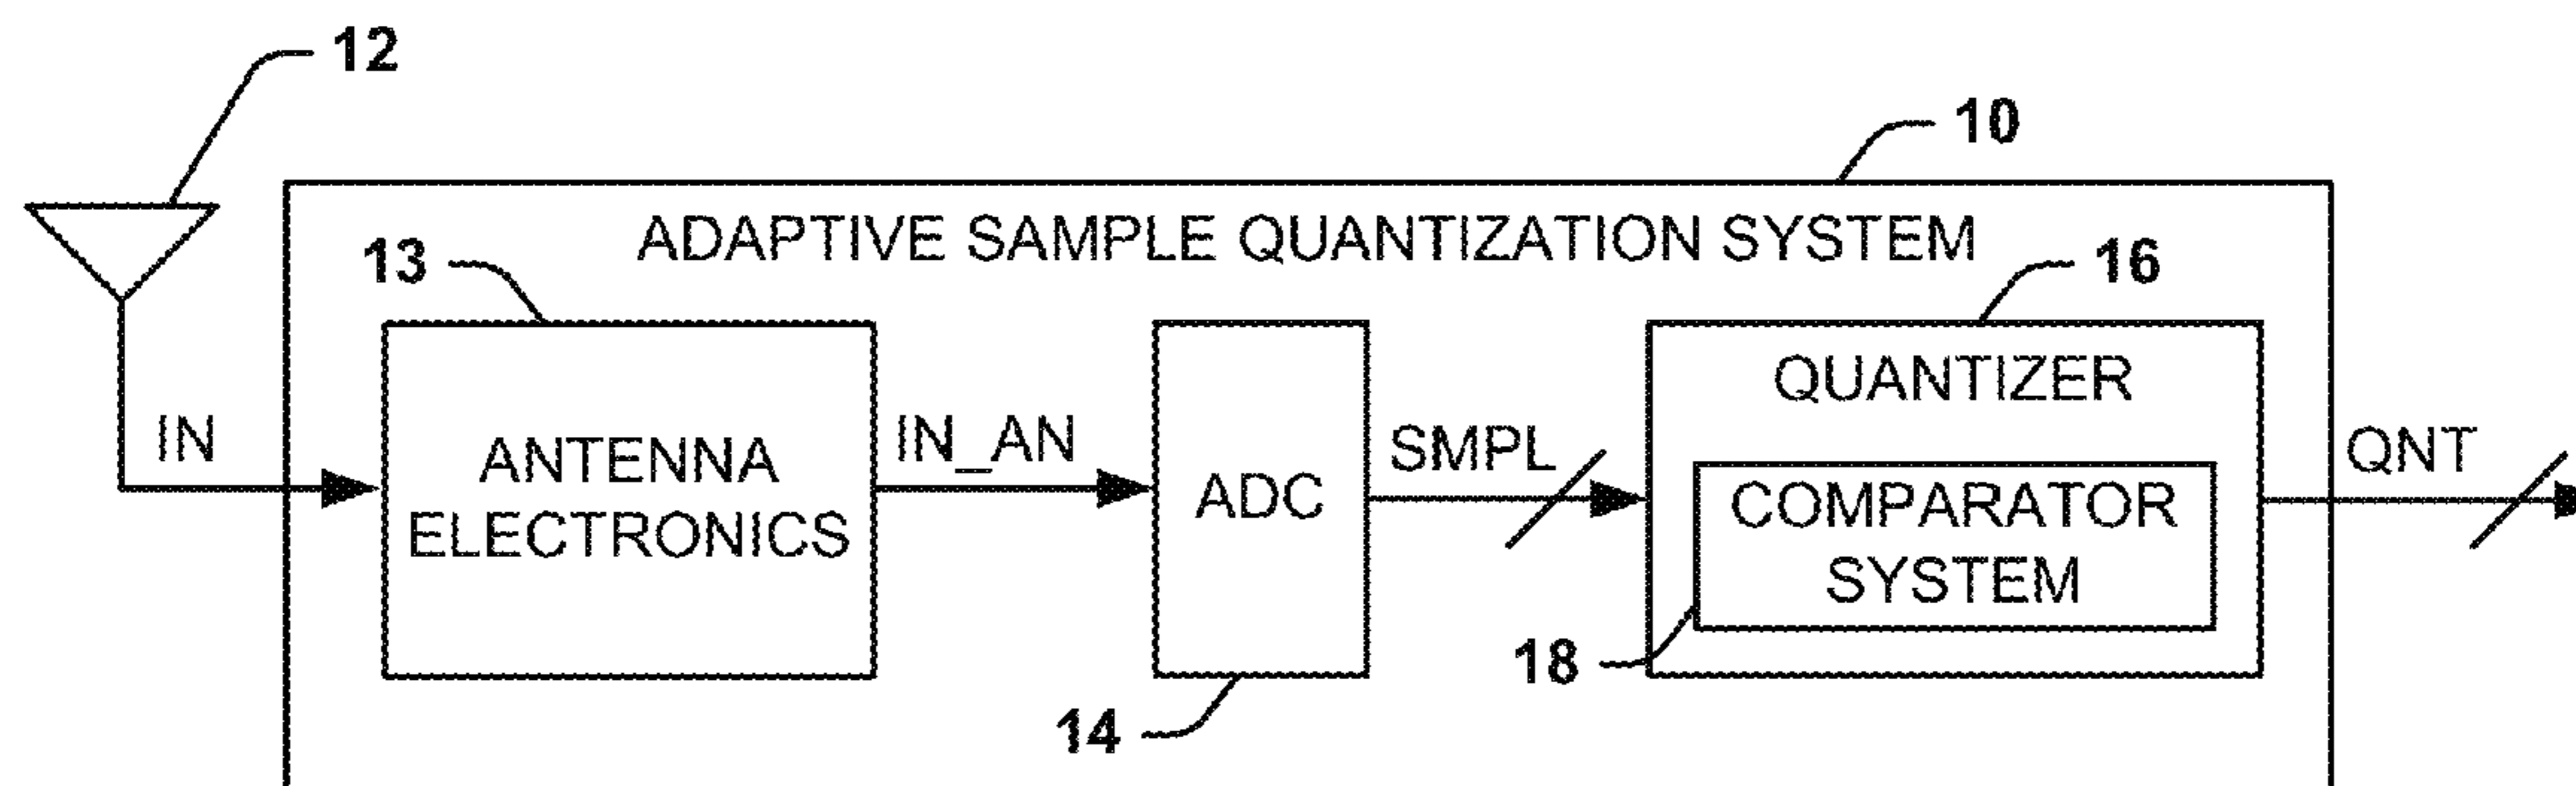 12
10
ADAPTIVE SAMPLE QUANTIZATION SYSTEM
13
16
QUANTIZER
IN
ANTENNA
ELECTRONICS
IN_AN
ADC
SMPL
COMPARATOR
SYSTEM
QNT
18
14